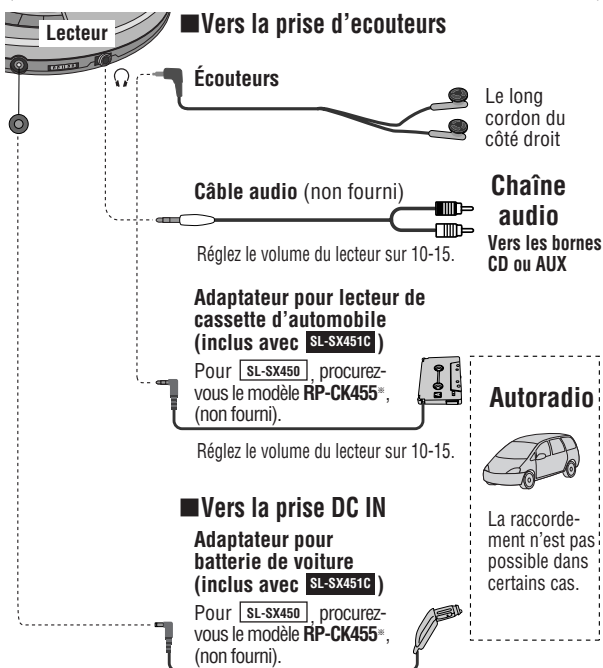 Lecteur
■Vers la prise d’ecouteurs
Écouteurs
Le long
cordon du
côté droit
Câble audio (non fourni)
Chaîne
audio
Vers les bornes
CD ou AUX
Réglez le volume du lecteur sur 10-15.
Adaptateur pour lecteur de
cassette d’automobile
(inclus avec SL-SX451C)
Pour SL-SX450, procurez-
vous le modèle RP-CK455※,
(non fourni).
Réglez le volume du lecteur sur 10-15.
Autoradio
La raccorde-
ment n’est pas
possible dans
certains cas.
■Vers la prise DC IN
Adaptateur pour
batterie de voiture
(inclus avec SL-SX451C)
Pour SL-SX450, procurez-
vous le modèle RP-CK455※,
(non fourni).